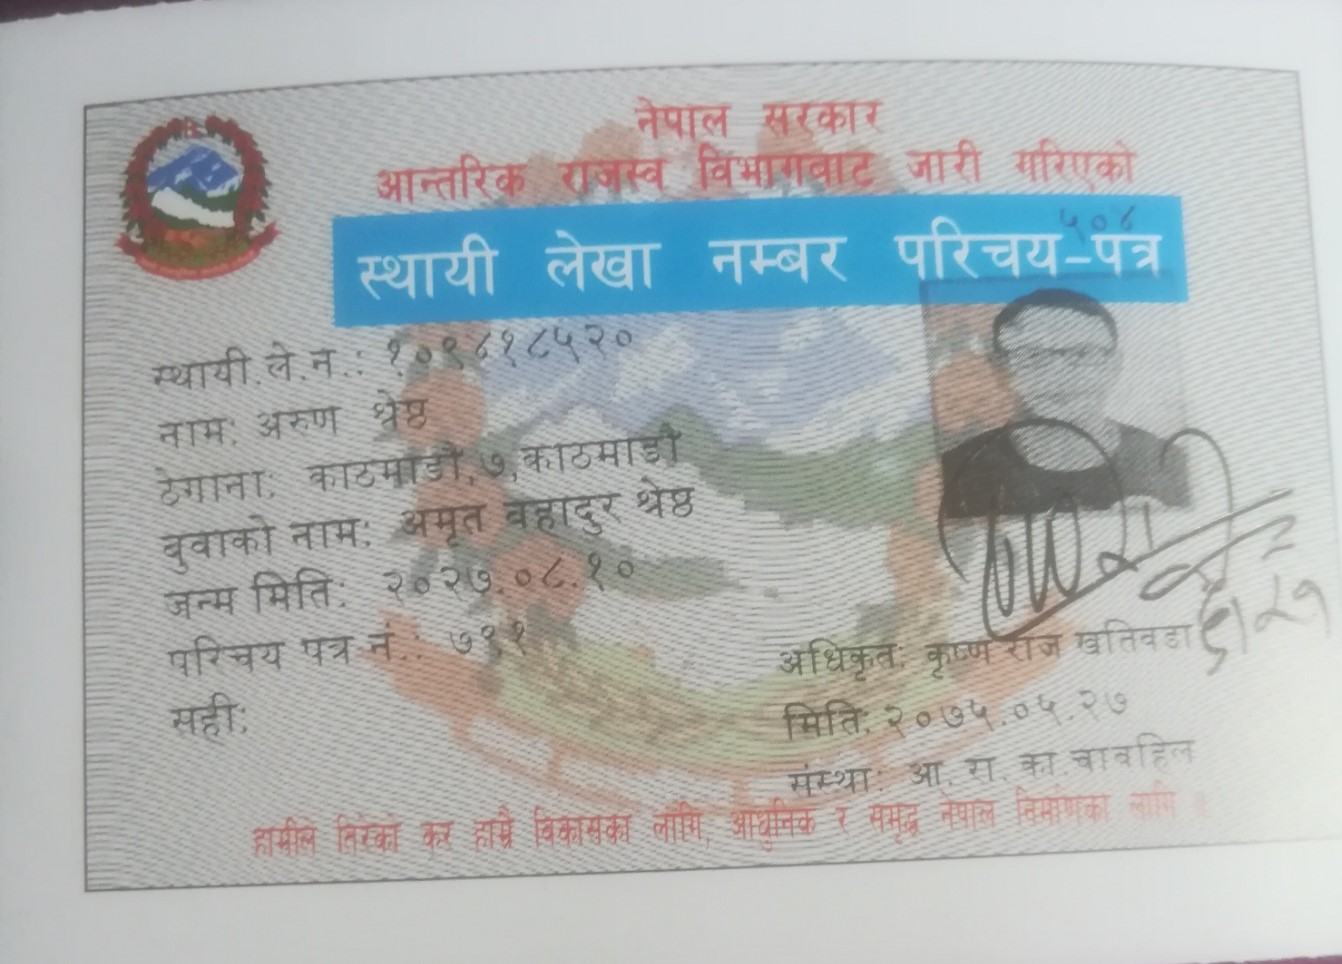 नेपाल सरकार
आन्तरिक राजस्व विभागबाट जारी गरिएको
स्थायी लेखा नम्बर परिचय-पत्र
५०८
स्थायी.ले.न.: १०९८१८५२०
नाम: अरुण श्रेष्ठ
ठेगाना: काठमाडौं,७,काठमाडौं
बुवाको नाम: अमृत बहादुर श्रेष्ठ
जन्म मिति: २०२७.०८.१०
परिचय पत्र नं.: ७९१
सही:
अधिकृत: कृष्ण राज खतिवडा
मिति: २०७५.०५.२७
संस्था: आ. रा. का.चावहिल
हामीले तिरेको कर हाम्रै विकासका लागि, आधुनिक र समृद्ध नेपाल निर्माणका लागि ।